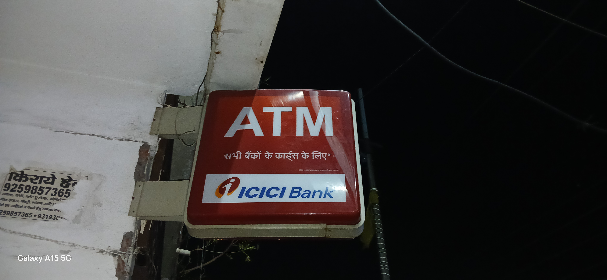 ATM
सभी बैंकों के कार्ड्स के लिए*
ICICI Bank
किराये हेतु
9259857365
Galaxy A15 5G